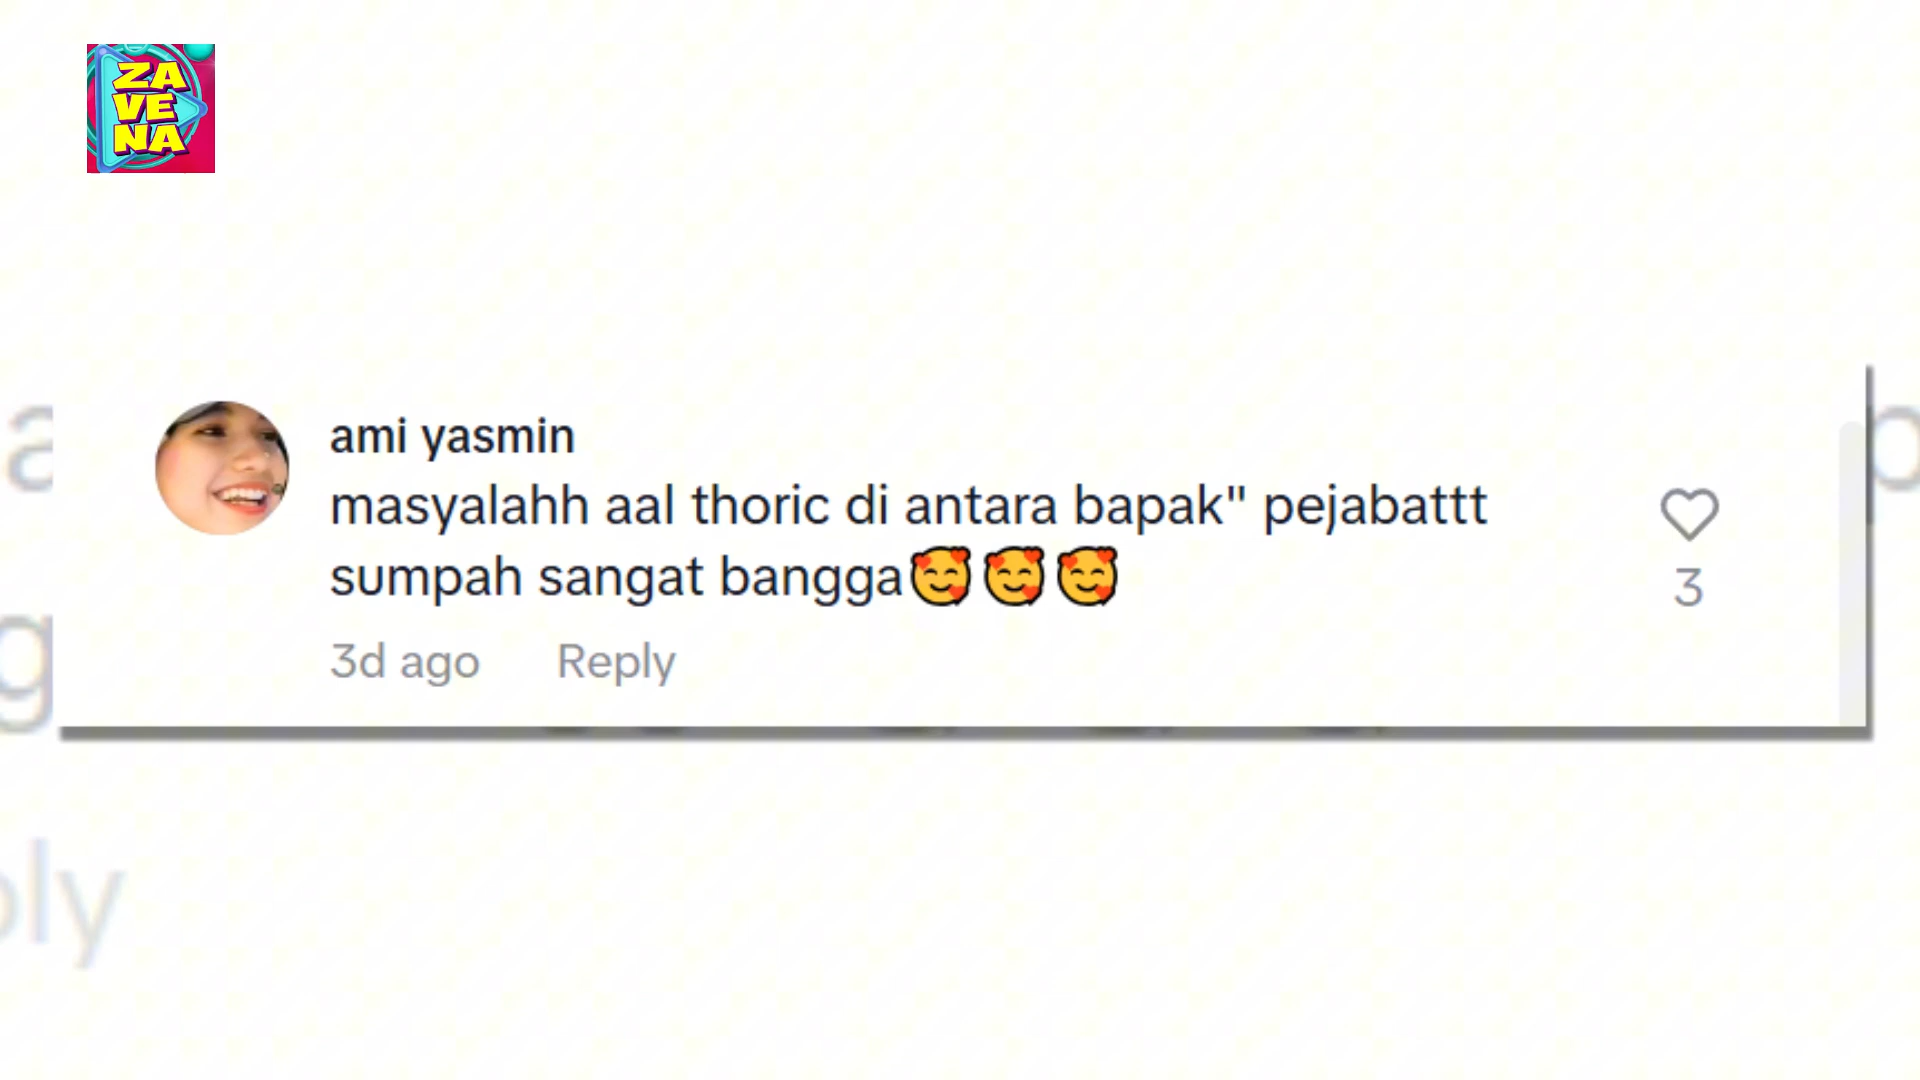 ZA
VE
NA
ami yasmin
masyalahh aal thoric di antara bapak" pejabattt
sumpah sangat bangga🥰🥰🥰
3
3d ago Reply
ply